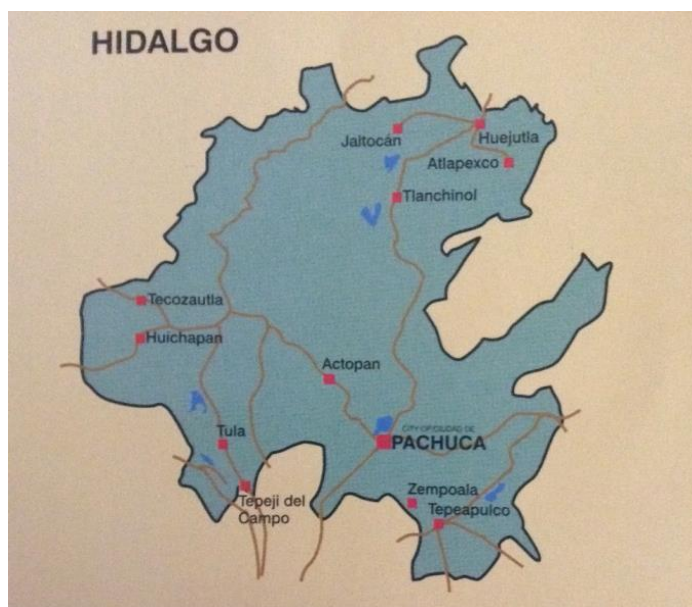 HIDALGO
Jaltocán
Huejutla
Atlapexco
Tlanchinol
Tecozautla
Huichapan
Actopan
CITY OF/CIUDAD DE
PACHUCA
Tula
Zempoala
Tepeji del
Campo
Tepeapulco